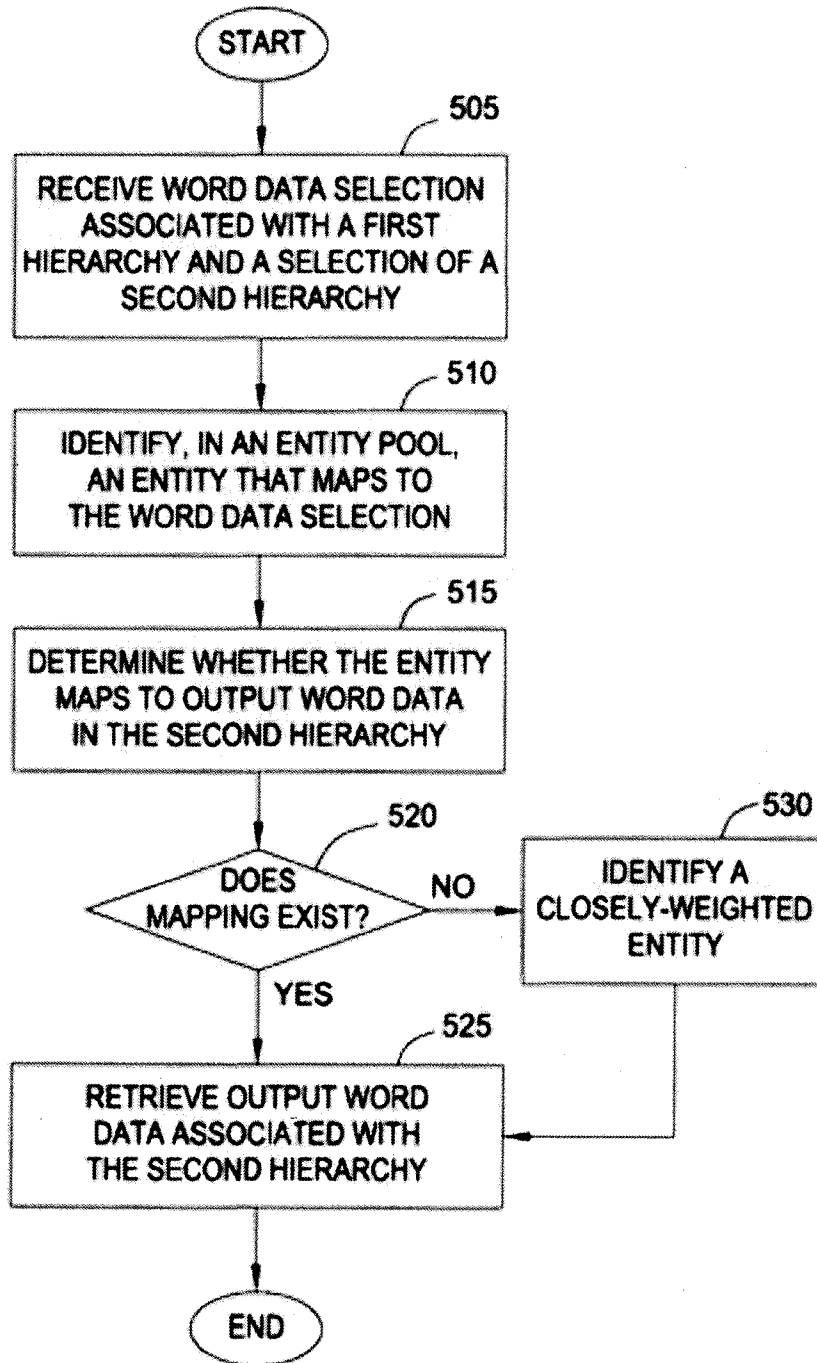 START
505
RECEIVE WORD DATA SELECTION
ASSOCIATED WITH A FIRST
HIERARCHY AND A SELECTION OF A
SECOND HIERARCHY
510
IDENTIFY, IN AN ENTITY POOL,
AN ENTITY THAT MAPS TO
THE WORD DATA SELECTION
515
DETERMINE WHETHER THE ENTITY
MAPS TO OUTPUT WORD DATA
IN THE SECOND HIERARCHY
520
DOES
MAPPING EXIST?
NO
530
IDENTIFY A
CLOSELY-WEIGHTED
ENTITY
YES
525
RETRIEVE OUTPUT WORD
DATA ASSOCIATED WITH
THE SECOND HIERARCHY
END